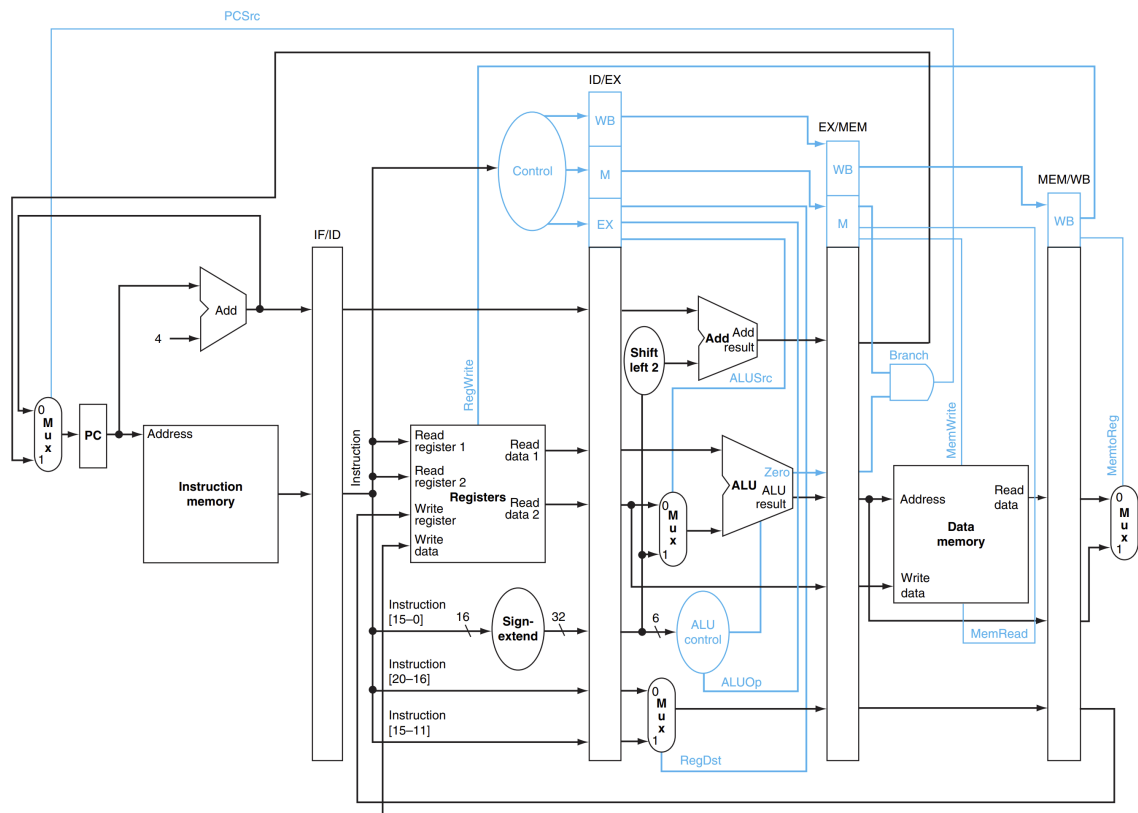 PCSrc
ID/EX
WB
EX/MEM
Control
M
WB
MEM/WB
EX
M
WB
IF/ID
Add
4
Add
Add
result
Shift
left 2
Branch
ALUSrc
RegWrite
MemWrite
MemtoReg
0
M
u
x
1
PC
Address
Instruction
memory
Instruction
Read
register 1
Read
data 1
Read
register 2
Registers
Read
data 2
Write
register
Write
data
0
M
u
x
1
Zero
ALU
ALU
result
Address
Read
data
Data
memory
Write
data
0
M
u
x
1
Instruction
[15–0]
16
Sign-
extend
32
6
ALU
control
MemRead
Instruction
[20–16]
ALUOp
0
M
u
x
1
Instruction
[15–11]
RegDst